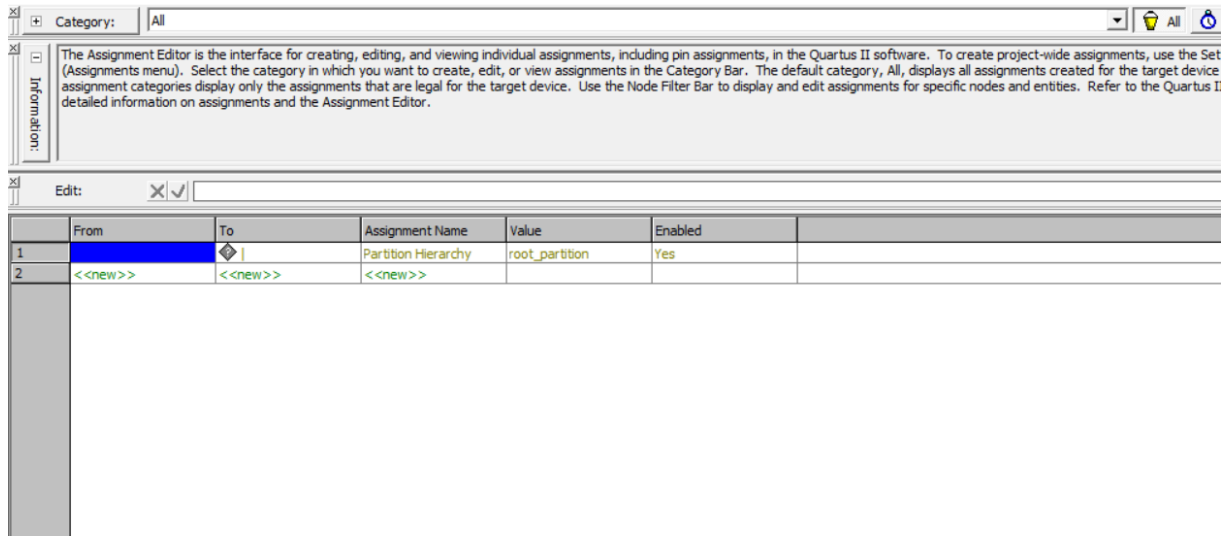 Category: All All
Information:
The Assignment Editor is the interface for creating, editing, and viewing individual assignments, including pin assignments, in the Quartus II software. To create project-wide assignments, use the Set
(Assignments menu). Select the category in which you want to create, edit, or view assignments in the Category Bar. The default category, All, displays all assignments created for the target device
assignment categories display only the assignments that are legal for the target device. Use the Node Filter Bar to display and edit assignments for specific nodes and entities. Refer to the Quartus II
detailed information on assignments and the Assignment Editor.
Edit:
From To Assignment Name Value Enabled
1 | Partition Hierarchy root_partition Yes
2 <<new>> <<new>> <<new>>